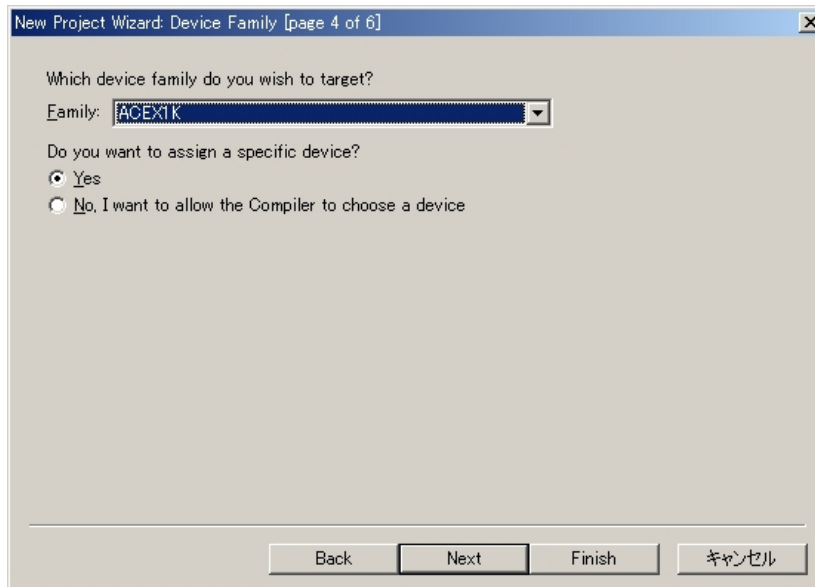 New Project Wizard: Device Family [page 4 of 6]
Which device family do you wish to target?
Family: ACEX1K
Do you want to assign a specific device?
Yes
No, I want to allow the Compiler to choose a device
Back Next Finish キャンセル